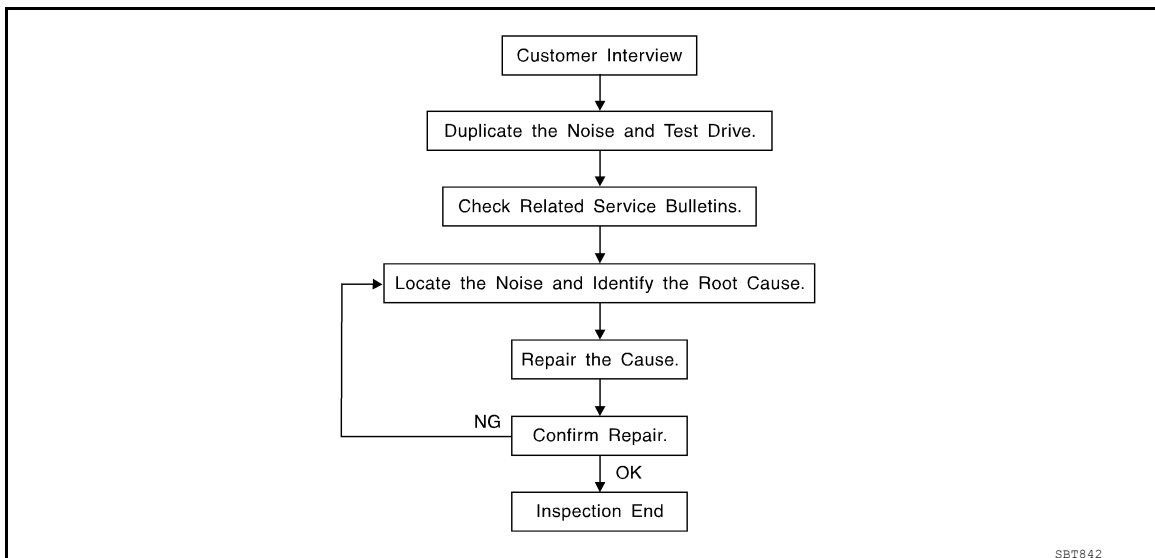 Customer Interview
Duplicate the Noise and Test Drive.
Check Related Service Bulletins.
Locate the Noise and Identify the Root Cause.
Repair the Cause.
NG
Confirm Repair.
OK
Inspection End
SBT842